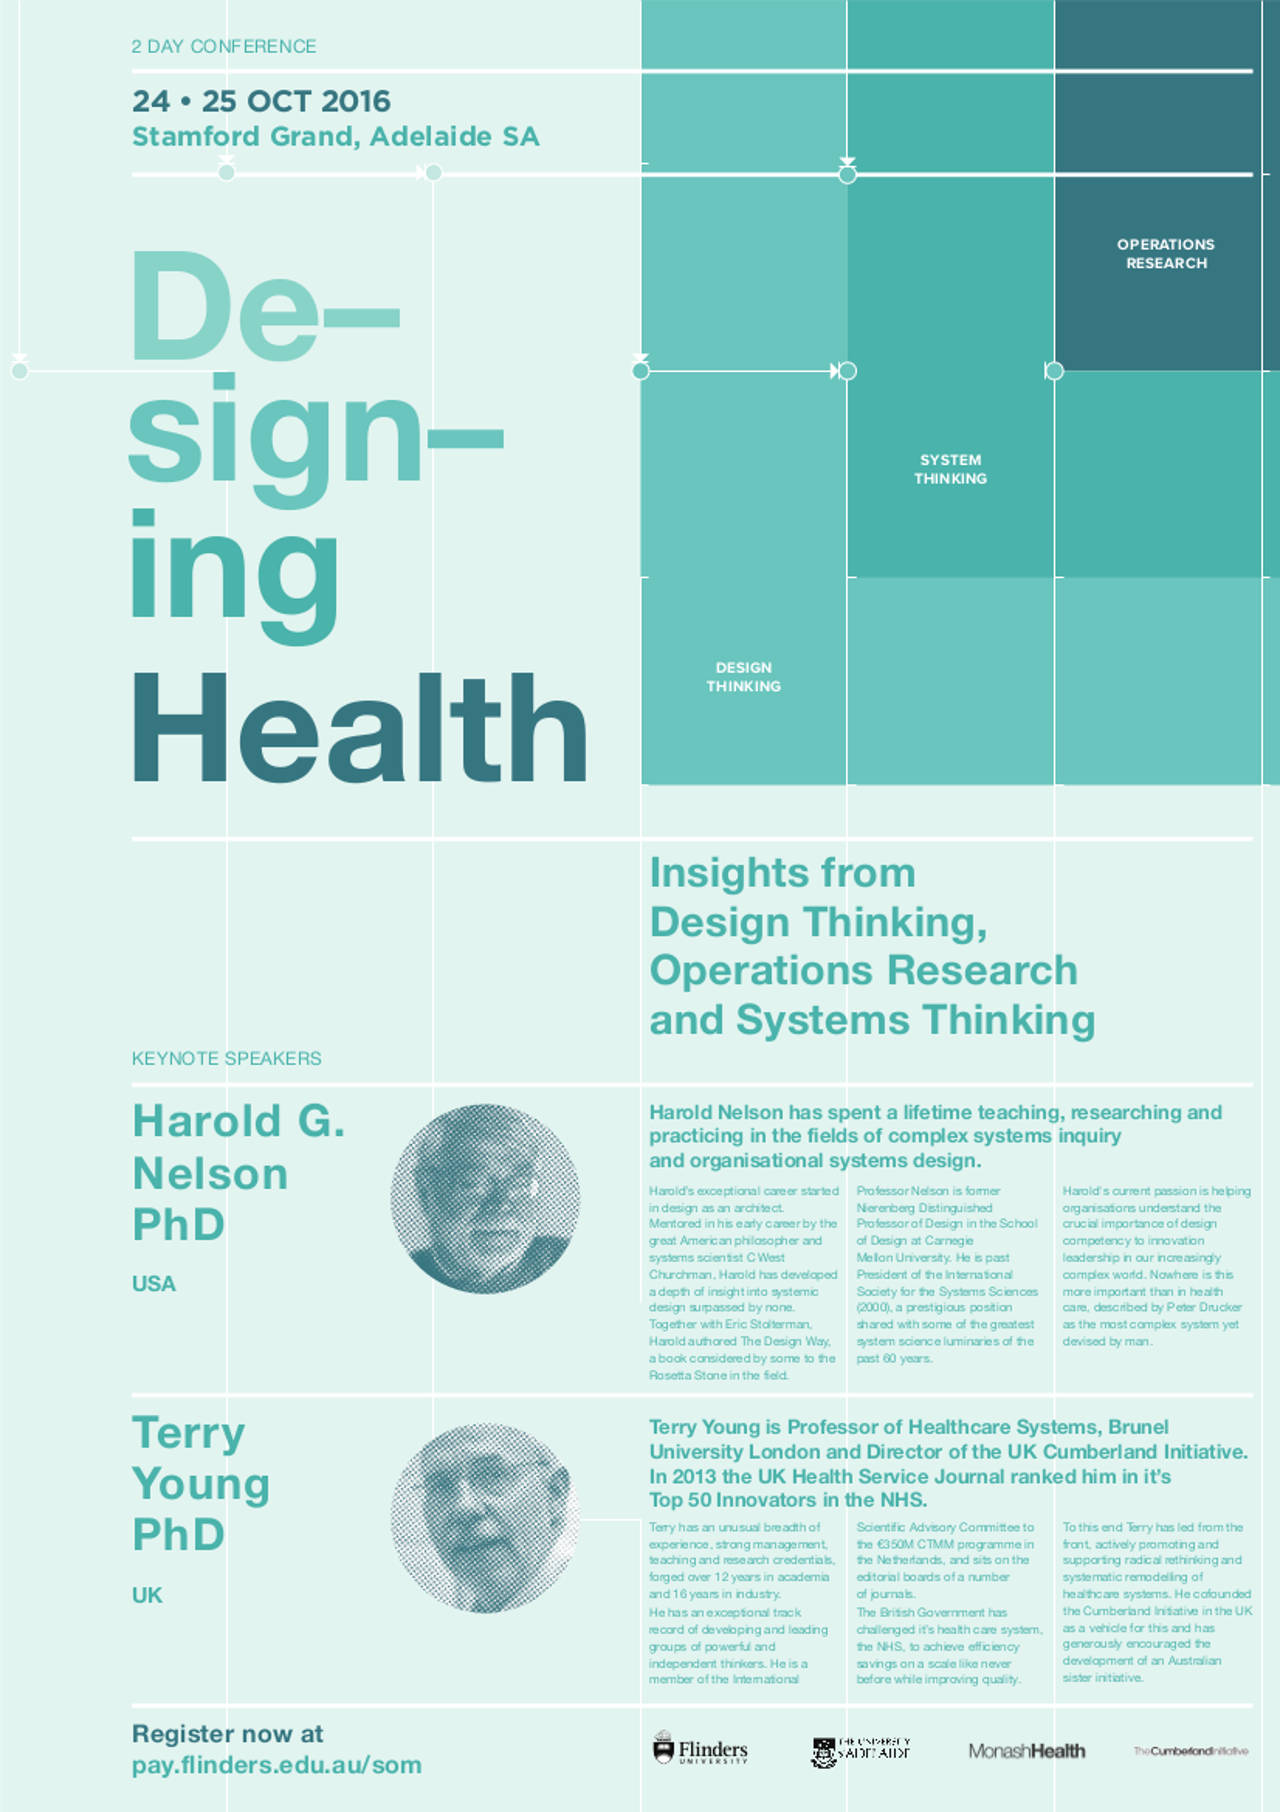 2 DAY CONFERENCE
24 • 25 OCT 2016
Stamford Grand, Adelaide SA
De–
sign–
ing
Health
OPERATIONS
RESEARCH
SYSTEM
THINKING
DESIGN
THINKING
Insights from
Design Thinking,
Operations Research
and Systems Thinking
KEYNOTE SPEAKERS
Harold G.
Nelson
PhD
USA
Harold Nelson has spent a lifetime teaching, researching and
practicing in the fields of complex systems inquiry
and organisational systems design.
Harold's exceptional career started
in design as an architect.
Mentored in his early career by the
great American philosopher and
systems scientist C West
Churchman, Harold has developed
a depth of insight into systemic
design surpassed by none.
Together with Eric Stolterman,
Harold authored The Design Way,
a book considered by some to the
Rosetta Stone in the field.
Professor Nelson is former
Nierenberg Distinguished
Professor of Design in the School
of Design at Carnegie
Mellon University. He is past
President of the International
Society for the Systems Sciences
(2000), a prestigious position
shared with some of the greatest
system science luminaries of the
past 60 years.
Harold's current passion is helping
organisations understand the
crucial importance of design
competency to innovation
leadership in our increasingly
complex world. Nowhere is this
more important than in health
care, described by Peter Drucker
as the most complex system yet
devised by man.
Terry
Young
PhD
UK
Terry Young is Professor of Healthcare Systems, Brunel
University London and Director of the UK Cumberland Initiative.
In 2013 the UK Health Service Journal ranked him in it's
Top 50 Innovators in the NHS.
Terry has an unusual breadth of
experience, strong management,
teaching and research credentials,
forged over 12 years in academia
and 16 years in industry.
He has an exceptional track
record of developing and leading
groups of powerful and
independent thinkers. He is a
member of the International
Scientific Advisory Committee to
the €350M CTMM programme in
the Netherlands, and sits on the
editorial boards of a number
of journals.
The British Government has
challenged it's health care system,
the NHS, to achieve efficiency
savings on a scale like never
before while improving quality.
To this end Terry has led from the
front, actively promoting and
supporting radical rethinking and
systematic remodelling of
healthcare systems. He cofounded
the Cumberland Initiative in the UK
as a vehicle for this and has
generously encouraged the
development of an Australian
sister initiative.
Register now at
pay.flinders.edu.au/som
Flinders
UNIVERSITY
THE UNIVERSITY
of ADELAIDE
MonashHealth
TheCumberlandInitiative